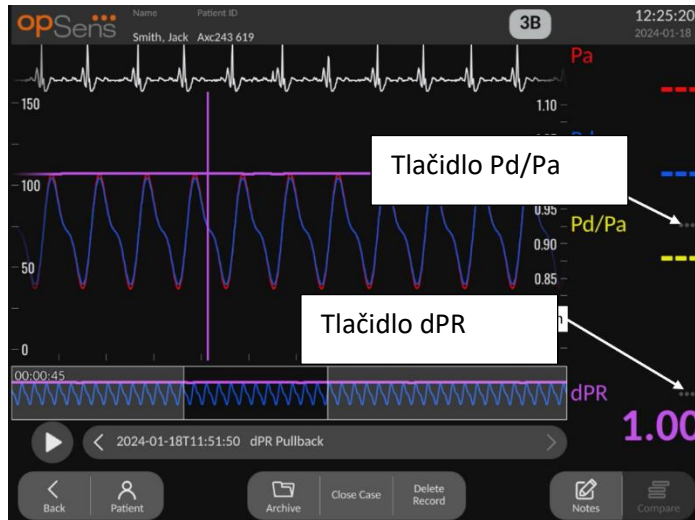 opSens
Name Patient ID
Smith, Jack Axc243 619
3B
12:25:20
2024-01-18
Pa
150
1.10
Tlačidlo Pd/Pa
100
0.95
Pd/Pa
0.90
50
0.85
Tlačidlo dPR
0
00:00:45
dPR
1.00
2024-01-18T11:51:50 dPR Pullback
Back
Patient
Archive
Close Case
Delete
Record
Notes
Compare